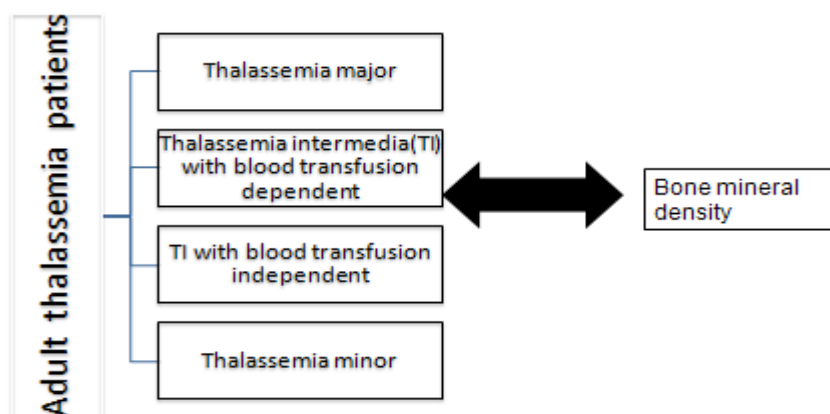 Adult thalassemia patients
Thalassemia major
Thalassemia intermedia(TI)
with blood transfusion
dependent
TI with blood transfusion
independent
Thalassemia minor
Bone mineral
density